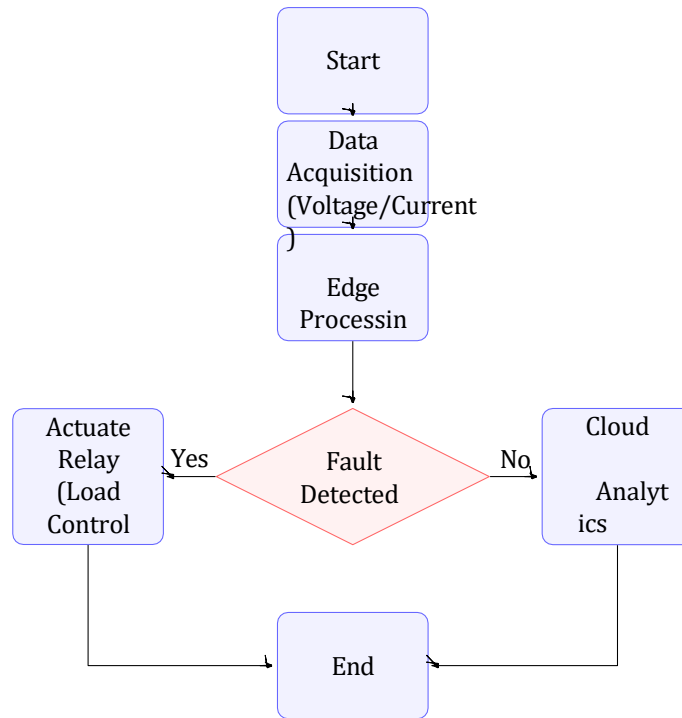 Start
Data
Acquisition
(Voltage/Current
)
Edge
Processin
Actuate
Relay
(Load
Control
Yes
Fault
Detected
No
Cloud
Analyt
ics
End